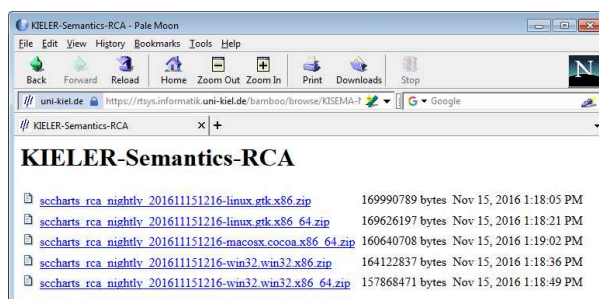 KIELER-Semantics-RCA - Pale Moon
File Edit View History Bookmarks Tools Help
Back Forward Reload Home Zoom Out Zoom In Print Downloads Stop
N
uni-kiel.de https://rtsys.informatik.uni-kiel.de/bamboo/browse/KISEMA- Google
KIELER-Semantics-RCA
KIELER-Semantics-RCA
sccharts_rca_nightly_201611151216-linux.gtk.x86.zip 169990789 bytes Nov 15, 2016 1:18:05 PM
sccharts_rca_nightly_201611151216-linux.gtk.x86_64.zip 169626197 bytes Nov 15, 2016 1:18:21 PM
sccharts_rca_nightly_201611151216-macosx.cocoa.x86_64.zip 160640708 bytes Nov 15, 2016 1:19:02 PM
sccharts_rca_nightly_201611151216-win32.win32.x86.zip 164122837 bytes Nov 15, 2016 1:18:36 PM
sccharts_rca_nightly_201611151216-win32.win32.x86_64.zip 157868471 bytes Nov 15, 2016 1:18:49 PM